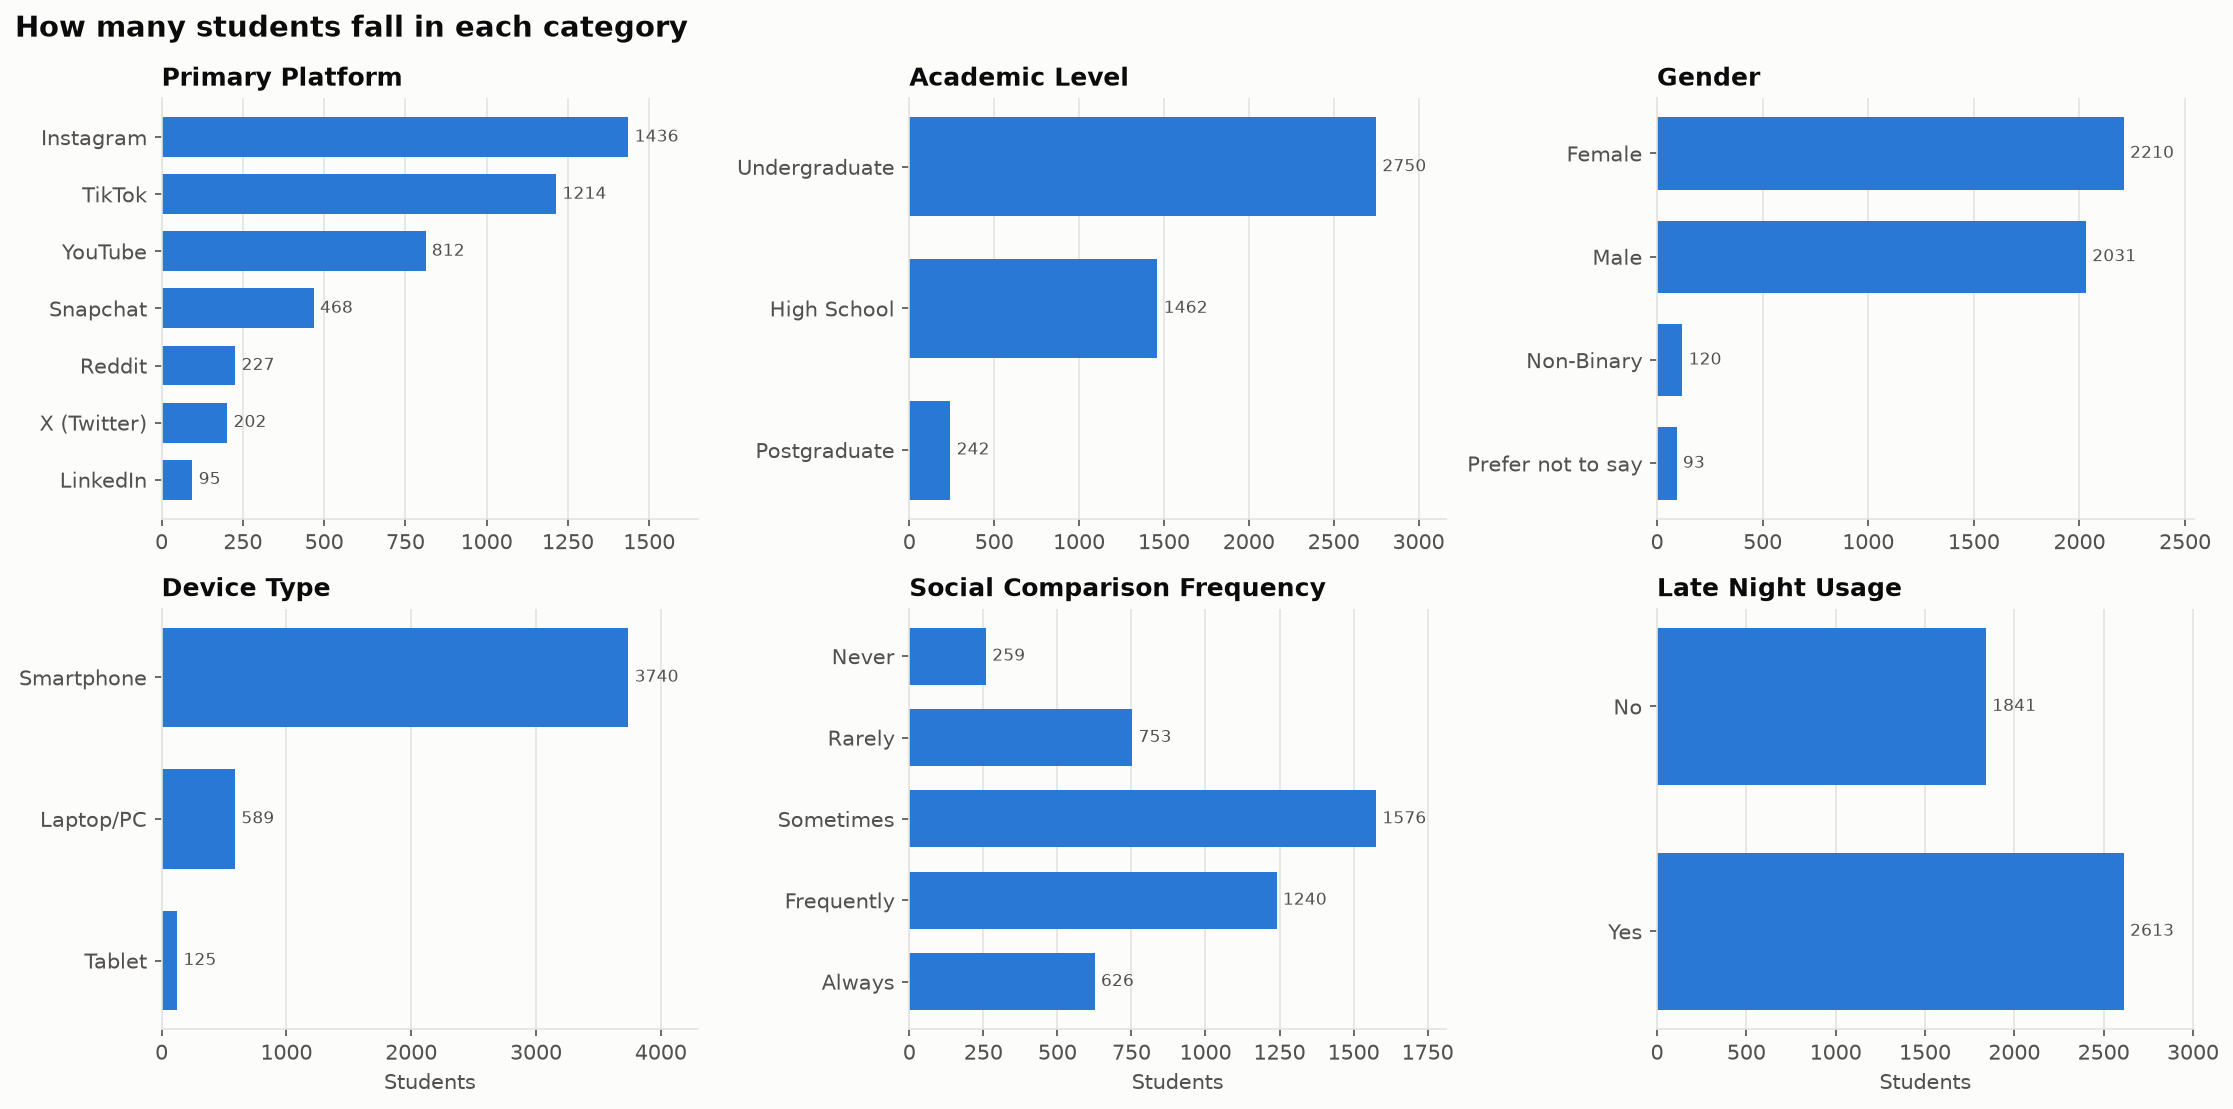 How many students fall in each category
Primary Platform
Instagram
TikTok
YouTube
Snapchat
Reddit
X (Twitter)
LinkedIn
1436
1214
812
468
227
202
95
0 250 500 750 1000 1250 1500
Academic Level
Undergraduate
High School
Postgraduate
2750
1462
242
0 500 1000 1500 2000 2500 3000
Gender
Female
Male
Non-Binary
Prefer not to say
2210
2031
120
93
0 500 1000 1500 2000 2500
Device Type
Smartphone
Laptop/PC
Tablet
3740
589
125
0 1000 2000 3000 4000
Students
Social Comparison Frequency
Never
Rarely
Sometimes
Frequently
Always
259
753
1576
1240
626
0 250 500 750 1000 1250 1500 1750
Students
Late Night Usage
No
Yes
1841
2613
0 500 1000 1500 2000 2500 3000
Students